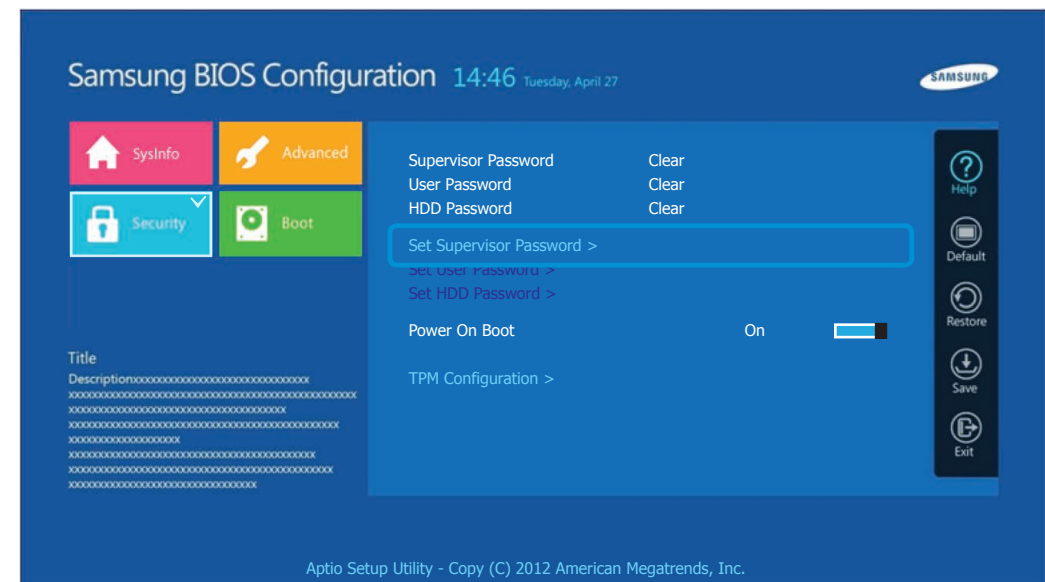 Samsung BIOS Configuration 14:46 Tuesday, April 27
SAMSUNG
SysInfo
Advanced
Security
Boot
Supervisor Password Clear
User Password Clear
HDD Password Clear
Set Supervisor Password >
Set User Password >
Set HDD Password >
Power On Boot On
TPM Configuration >
Help
Default
Restore
Save
Exit
Title
Aptio Setup Utility - Copy (C) 2012 American Megatrends, Inc.